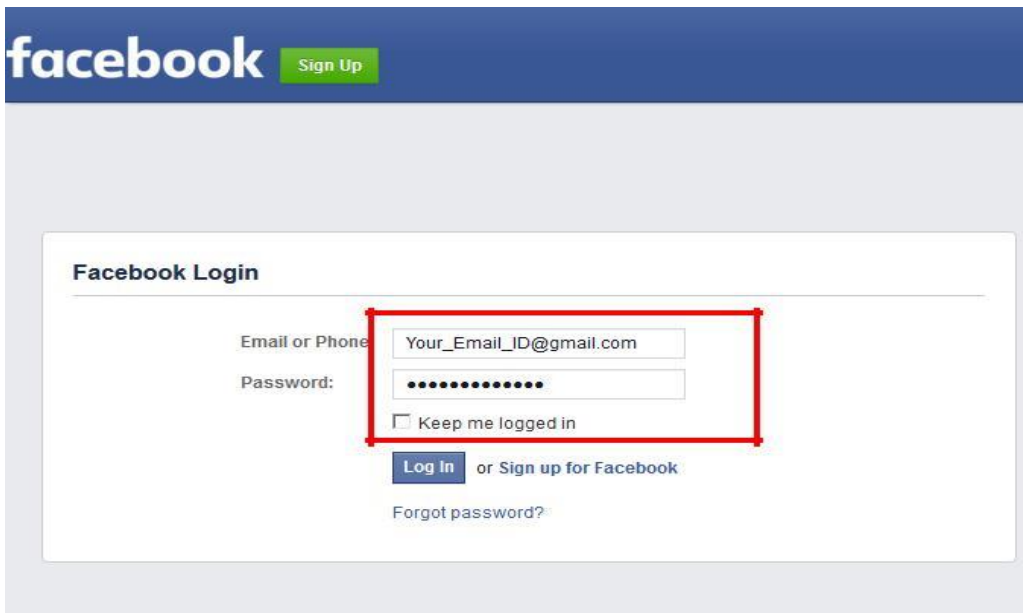 facebook Sign Up
Facebook Login
Email or Phone
Your_Email_ID@gmail.com
Password:
•••••••••••••
Keep me logged in
Log In or Sign up for Facebook
Forgot password?